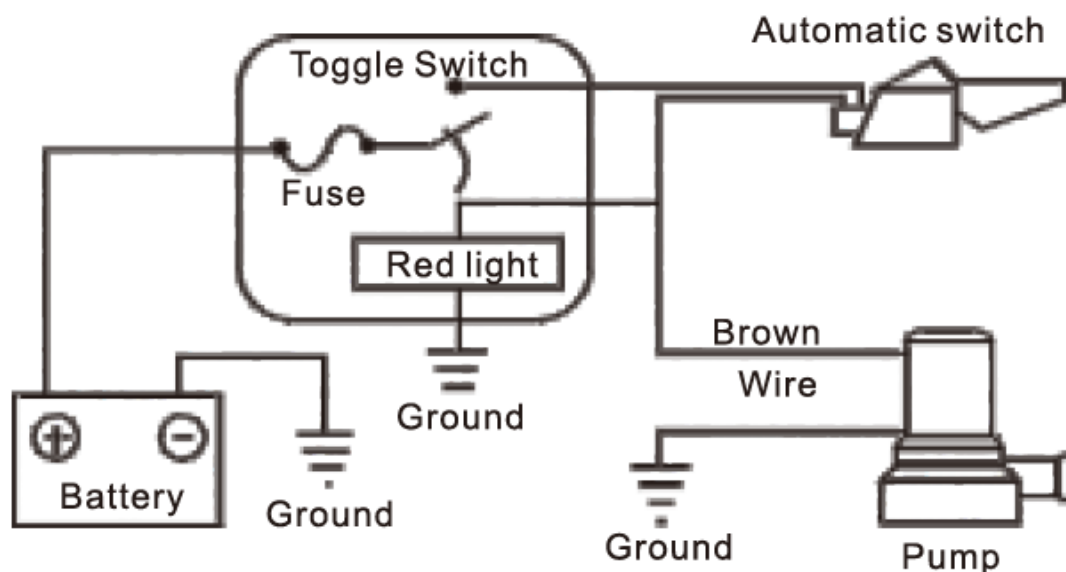 Automatic switch
Toggle Switch
Fuse
Red light
Brown
Wire
Ground
+
-
Battery
Ground
Ground
Pump